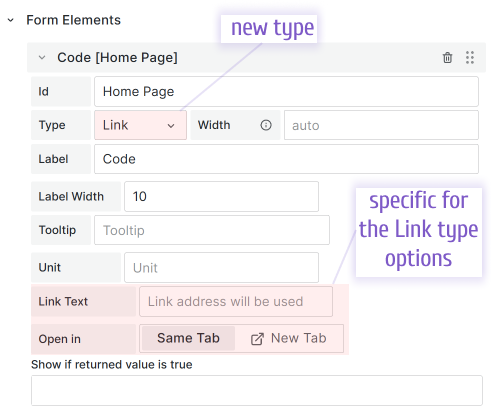 Form Elements
new type
Code [Home Page]
Id Home Page
Type Link Width auto
Label Code
Label Width 10
specific for
the Link type
options
Tooltip Tooltip
Unit Unit
Link Text Link address will be used
Open in Same Tab New Tab
Show if returned value is true